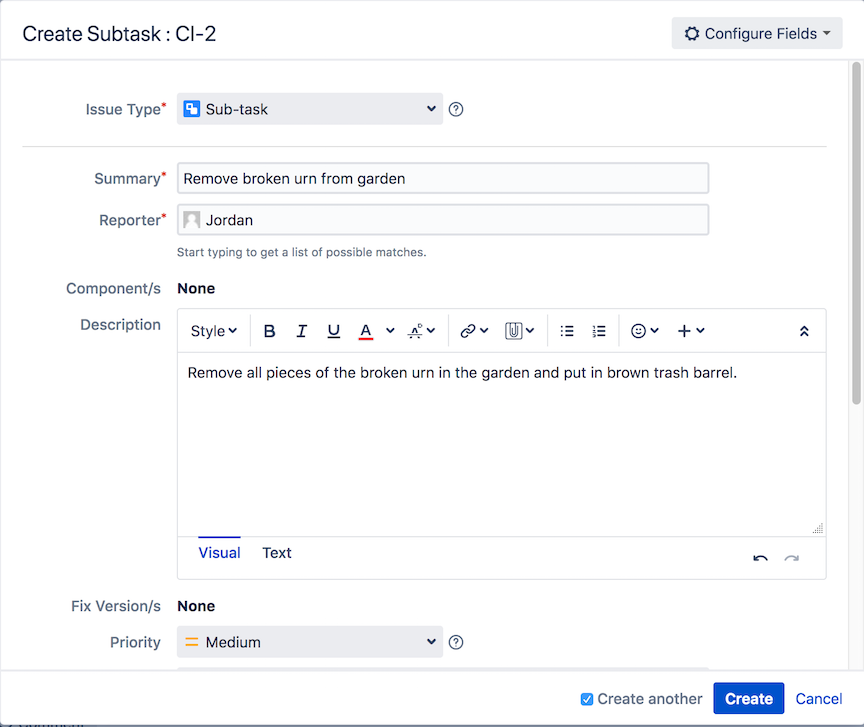 Create Subtask : CI-2
Configure Fields
Issue Type* Sub-task
Summary* Remove broken urn from garden
Reporter* Jordan
Start typing to get a list of possible matches.
Component/s None
Description
Style B I U A
Remove all pieces of the broken urn in the garden and put in brown trash barrel.
Visual Text
Fix Version/s None
Priority Medium
Create another Create Cancel